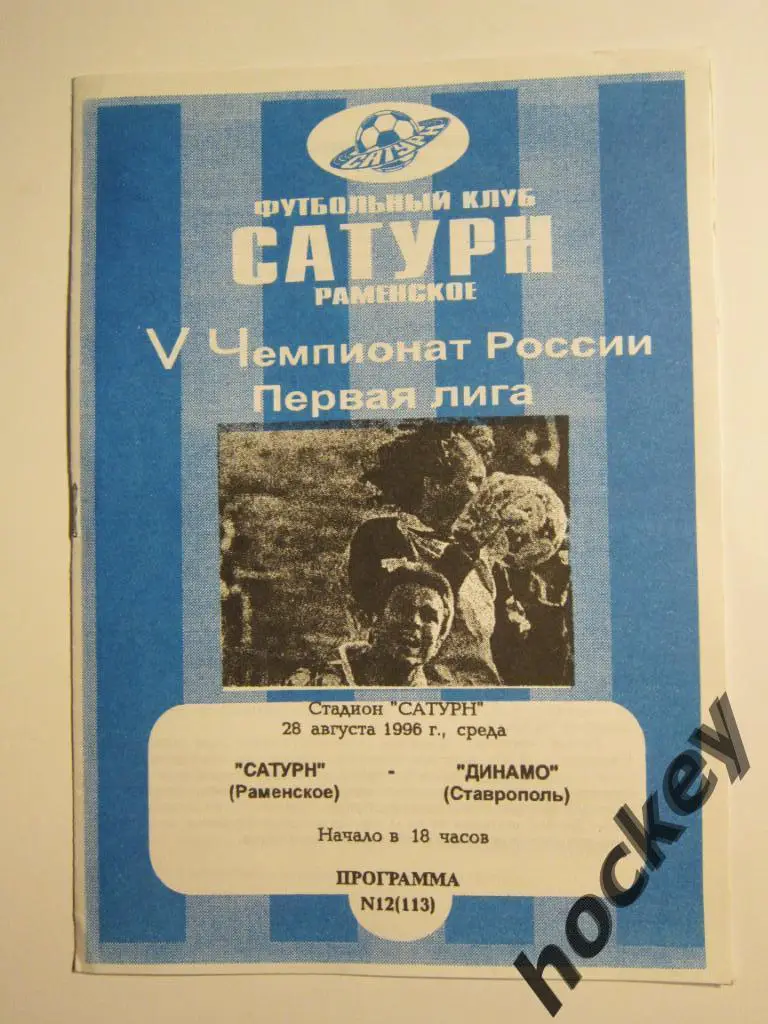 САТУРН
ФУТБОЛЬНЫЙ КЛУБ
САТУРН
РАМЕНСКОЕ
V Чемпионат России
Первая лига
Стадион "САТУРН"
28 августа 1996 г., среда
"САТУРН" - "ДИНАМО"
(Раменское) (Ставрополь)
Начало в 18 часов
ПРОГРАММА
N12(113)
hockey